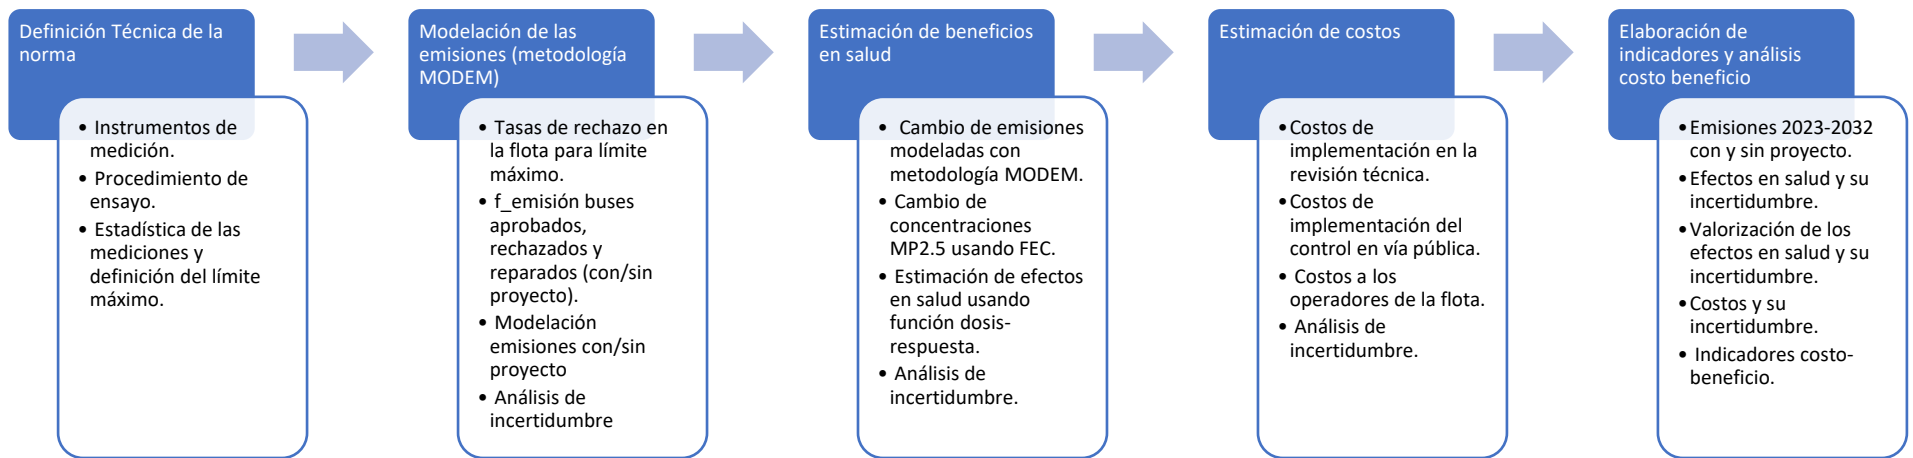 Definición Técnica de la
norma
• Instrumentos de
medición.
• Procedimiento de
ensayo.
• Estadística de las
mediciones y
definición del límite
máximo.
Modelación de las
emisiones (metodología
MODEM)
• Tasas de rechazo en
la flota para límite
máximo.
• f_emisión buses
aprobados,
rechazados y
reparados (con/sin
proyecto).
• Modelación
emisiones con/sin
proyecto
• Análisis de
incertidumbre
Estimación de beneficios
en salud
• Cambio de emisiones
modeladas con
metodología MODEM.
• Cambio de
concentraciones
MP2.5 usando FEC.
• Estimación de efectos
en salud usando
función dosis-
respuesta.
• Análisis de
incertidumbre.
Estimación de costos
•Costos de
implementación en la
revisión técnica.
•Costos de
implementación del
control en vía pública.
• Costos a los
operadores de la flota.
• Análisis de
incertidumbre.
Elaboración de
indicadores y análisis
costo beneficio
•Emisiones 2023-2032
con y sin proyecto.
•Efectos en salud y su
incertidumbre.
•Valorización de los
efectos en salud y su
incertidumbre.
•Costos y su
incertidumbre.
• Indicadores costo-
beneficio.